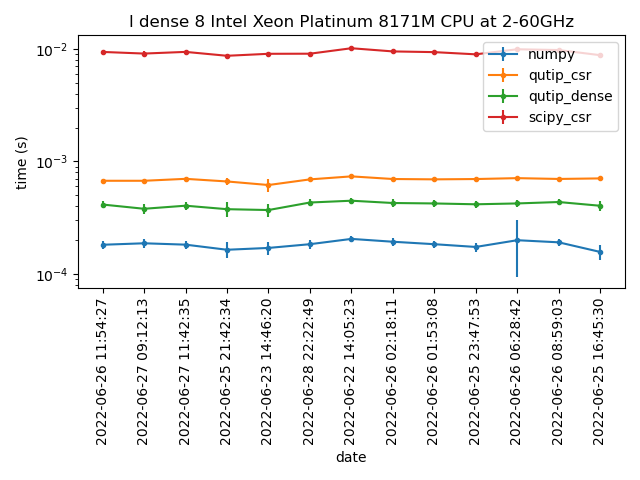 I dense 8 Intel Xeon Platinum 8171M CPU at 2-60GHz
time (s)
10⁻²
10⁻³
10⁻⁴
numpy
qutip_csr
qutip_dense
scipy_csr
2022-06-26 11:54:27
2022-06-27 09:12:13
2022-06-27 11:42:35
2022-06-25 21:42:34
2022-06-23 14:46:20
2022-06-28 22:22:49
2022-06-22 14:05:23
2022-06-26 02:18:11
2022-06-26 01:53:08
2022-06-25 23:47:53
2022-06-26 06:28:42
2022-06-26 08:59:03
2022-06-25 16:45:30
date